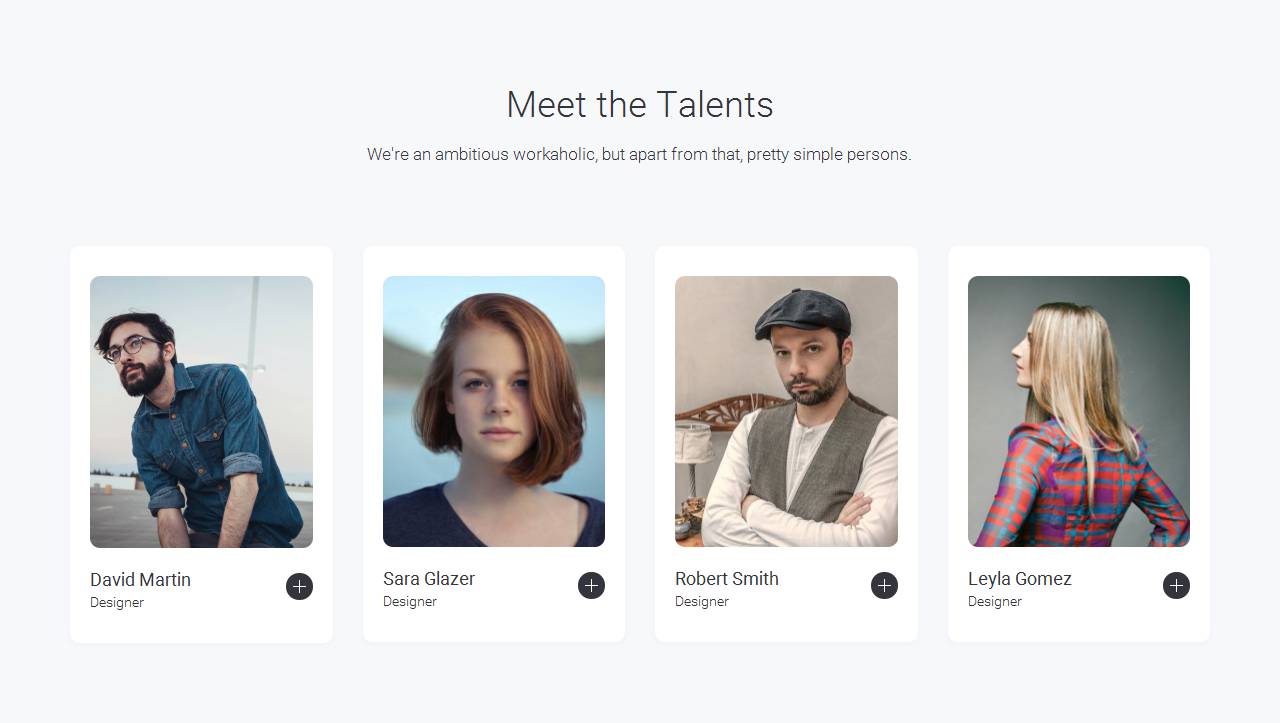 Meet the Talents
We're an ambitious workaholic, but apart from that, pretty simple persons.
David Martin
Designer
Sara Glazer
Designer
Robert Smith
Designer
Leyla Gomez
Designer